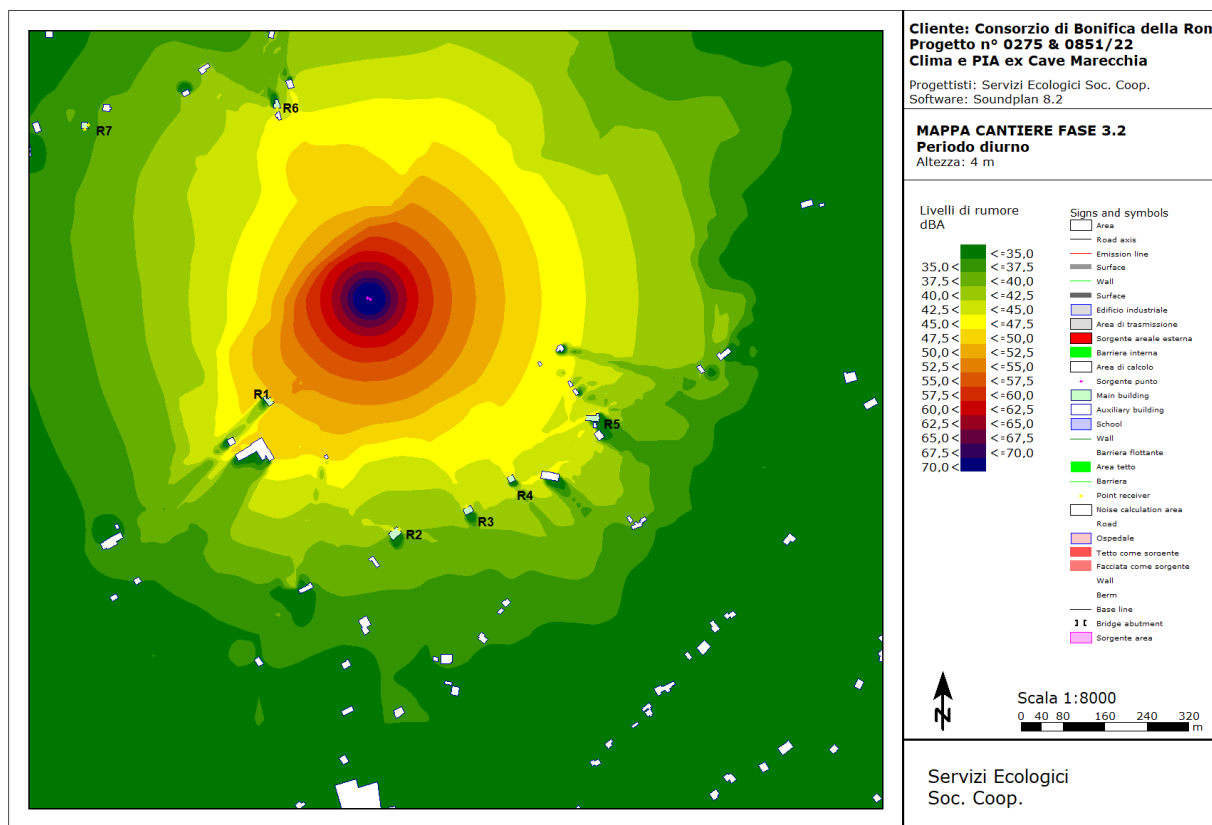 Cliente: Consorzio di Bonifica della Rom
Progetto n° 0275 & 0851/22
Clima e PIA ex Cave Marecchia
Progettisti: Servizi Ecologici Soc. Coop.
Software: Soundplan 8.2
MAPPA CANTIERE FASE 3.2
Periodo diurno
Altezza: 4 m
Livelli di rumore
dBA
<=35,0
35,0< <=37,5
37,5< <=40,0
40,0< <=42,5
42,5< <=45,0
45,0< <=47,5
47,5< <=50,0
50,0< <=52,5
52,5< <=55,0
55,0< <=57,5
57,5< <=60,0
60,0< <=62,5
62,5< <=65,0
65,0< <=67,5
67,5< <=70,0
70,0<
Signs and symbols
Area
Road axis
Emission line
Surface
Wall
Surface
Edificio industriale
Area di trasmissione
Sorgente areale esterna
Barriera interna
Area di calcolo
Sorgente punto
Main building
Auxiliary building
School
Wall
Barriera flottante
Area tetto
Barriera
Point receiver
Noise calculation area
Road
Ospedale
Tetto come sorgente
Facciata come sorgente
Wall
Berm
Base line
Bridge abutment
Sorgente area
N
Scala 1:8000
0 40 80 160 240 320
m
Servizi Ecologici
Soc. Coop.
R6
R7
R1
R5
R4
R3
R2